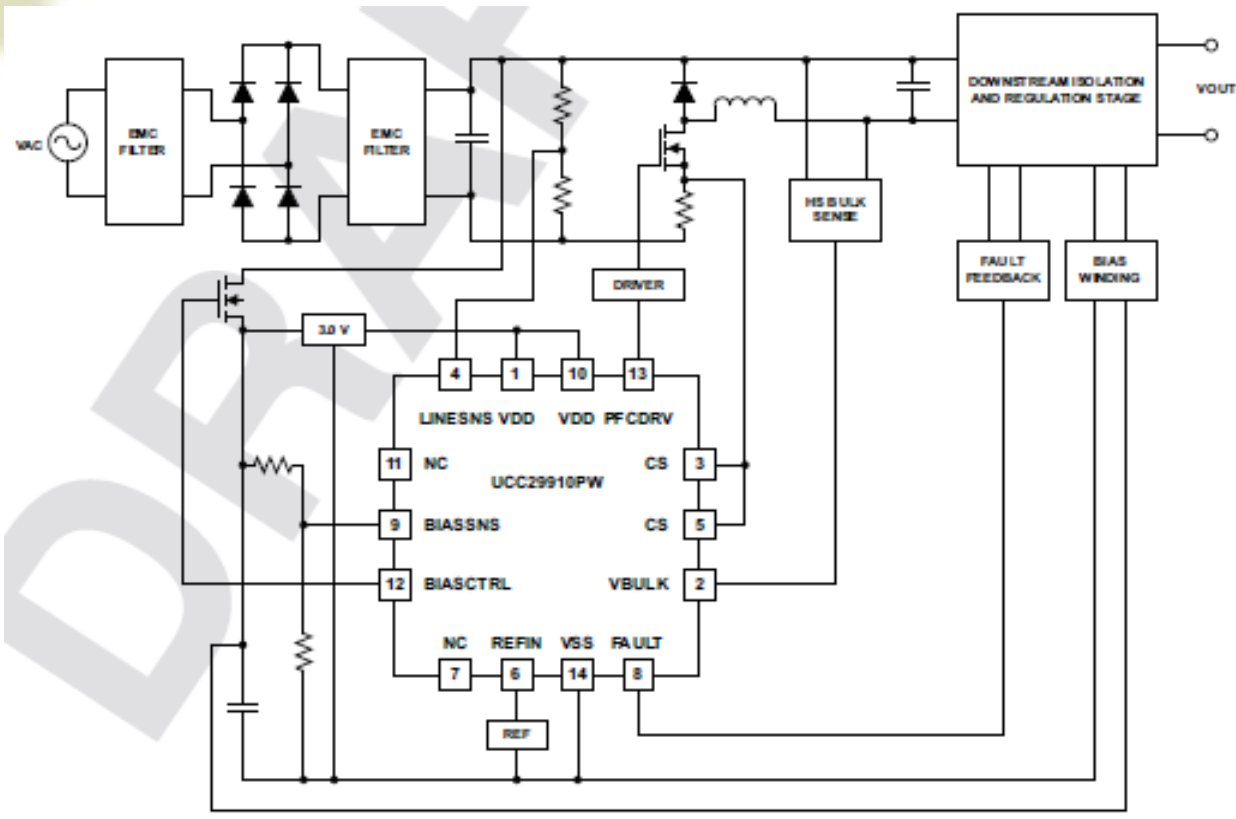 DRAF
VAC
EMC
FILTER
EMC
FILTER
DOWNSTREAM ISOLATION
AND REGULATION STAGE
VOUT
HS BULK
SENSE
FAULT
FEEDBACK
BIAS
WINDING
DRIVER
3.0 V
4
1
10
13
LINESNS VDD
VDD PFCDRV
11
NC
CS
3
UCC29910PW
9
BIASSNS
CS
5
12
BIASCTRL
VBULK
2
NC
REFIN
VSS
FAULT
7
6
14
8
REF